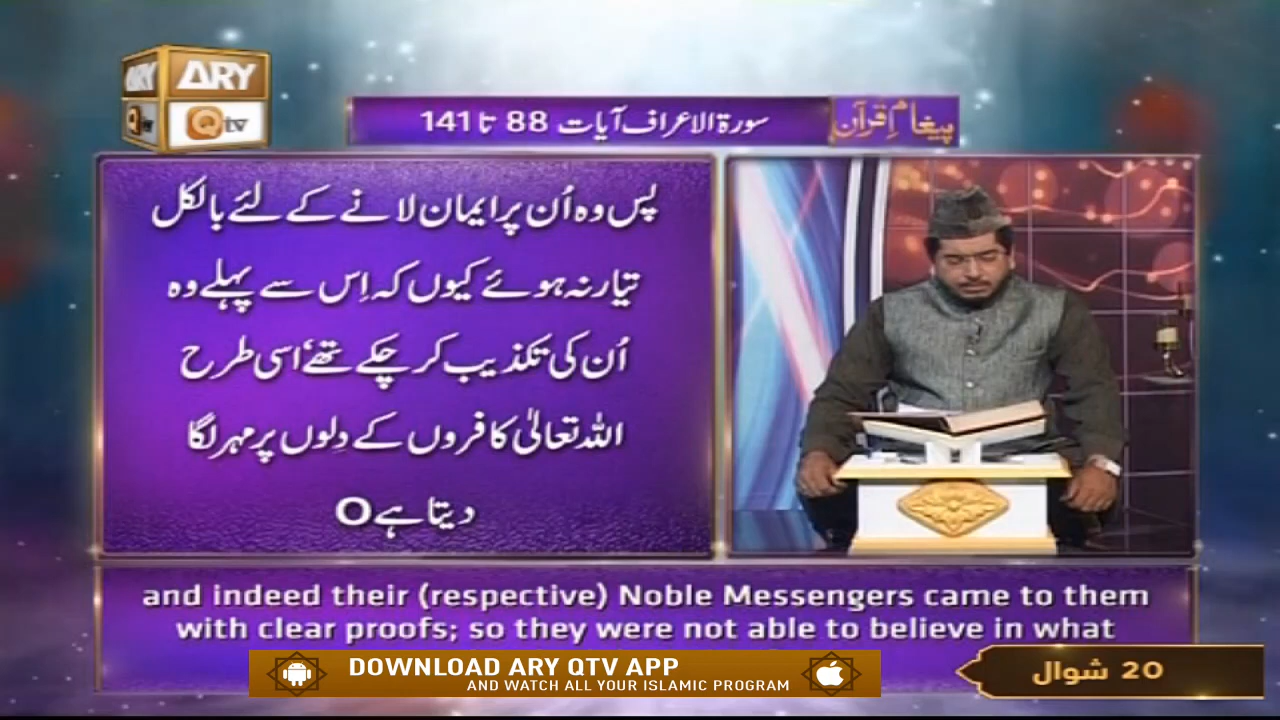 ARY ARY
Q tv Qtv
پیغامِ قرآن
سورۃ الاعراف آیات 88 تا 141
پس وہ اُن پر ایمان لانے کے لئے بالکل
تیار نہ ہوئے کیوں کہ اِس سے پہلے وہ
اُن کی تکذیب کر چکے تھے‘ اسی طرح
اللہ تعالیٰ کافروں کے دِلوں پر مہر لگا
دیتا ہے O
and indeed their (respective) Noble Messengers came to them
with clear proofs; so they were not able to believe in what
DOWNLOAD ARY QTV APP
AND WATCH ALL YOUR ISLAMIC PROGRAM
20 شوال